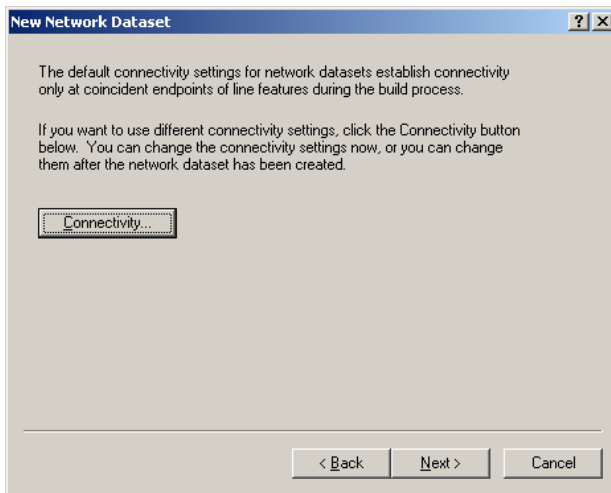 New Network Dataset
The default connectivity settings for network datasets establish connectivity
only at coincident endpoints of line features during the build process.
If you want to use different connectivity settings, click the Connectivity button
below. You can change the connectivity settings now, or you can change
them after the network dataset has been created.
Connectivity...
< Back
Next >
Cancel